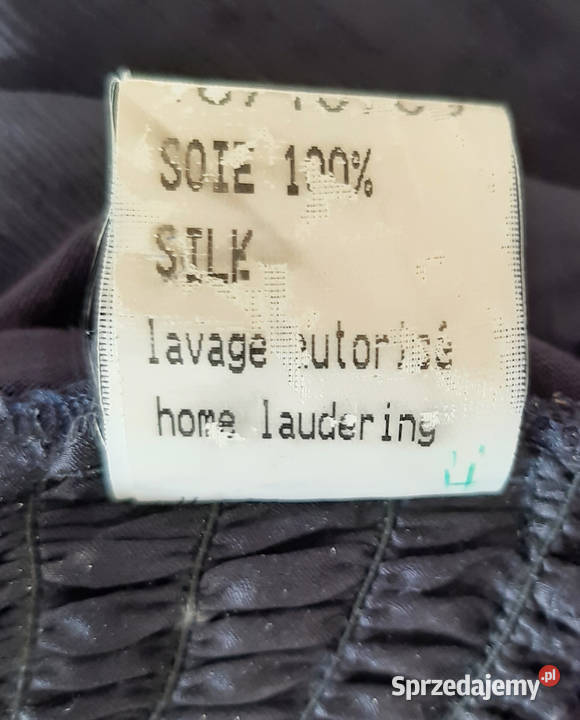 SOIE 100%
SILK
lavage autorisé
home laudering
Sprzedajemy.pl